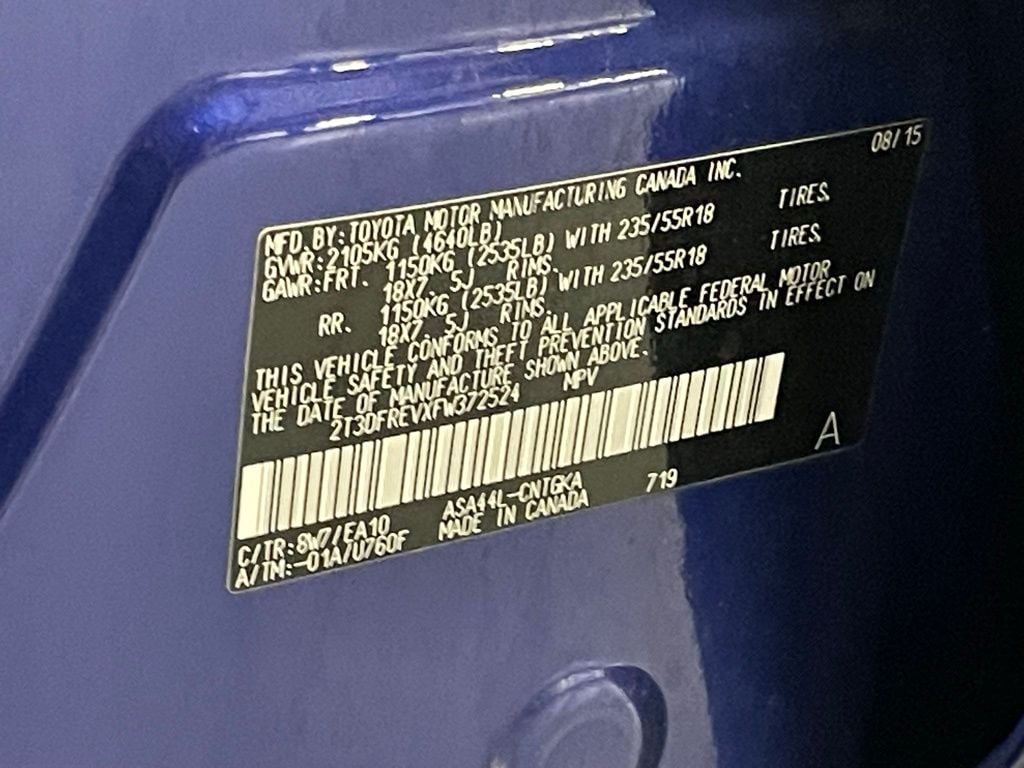 08/15
MFD. BY: TOYOTA MOTOR MANUFACTURING CANADA INC.
GVWR: 2105KG (4640LB)
GAWR: FRT. 1150KG (2535LB) WITH 235/55R18 TIRES,
18X7. 5J RIMS.
RR. 1150KG (2535LB) WITH 235/55R18 TIRES,
18X7. 5J RIMS.
THIS VEHICLE CONFORMS TO ALL APPLICABLE FEDERAL MOTOR
VEHICLE SAFETY AND THEFT PREVENTION STANDARDS IN EFFECT ON
THE DATE OF MANUFACTURE SHOWN ABOVE.
2T3DFREVXFW372524 MPV
A
C/TR: 8W7/EA10 ASA44L-CNTGKA 719
A/TM: -01A/U760F MADE IN CANADA